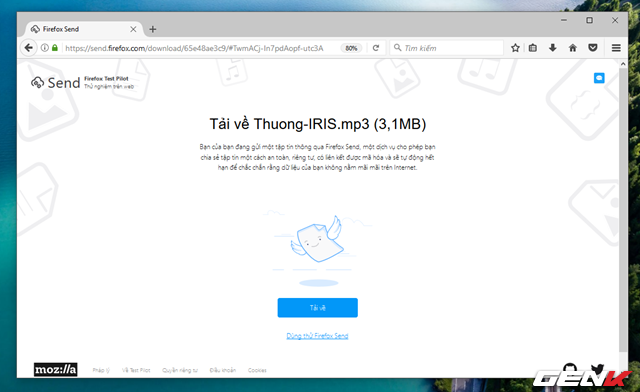 Firefox Send
https://send.firefox.com/download/65e48ae3c9/#TwmACj-In7pdAopf-utc3A
80%
Tìm kiếm
Send
Firefox Test Pilot
Thử nghiệm trên web
Tải về Thuong-IRIS.mp3 (3,1MB)
Bạn của bạn đang gửi một tập tin thông qua Firefox Send, một dịch vụ cho phép bạn
chia sẻ tập tin một cách an toàn, riêng tư, có liên kết được mã hóa và sẽ tự động hết
hạn để chắc chắn rằng dữ liệu của bạn không nằm mãi mãi trên Internet.
Tải về
Dùng thử Firefox Send
moz://a
Pháp lý
Về Test Pilot
Quyền riêng tư
Điều khoản
Cookies
GENK